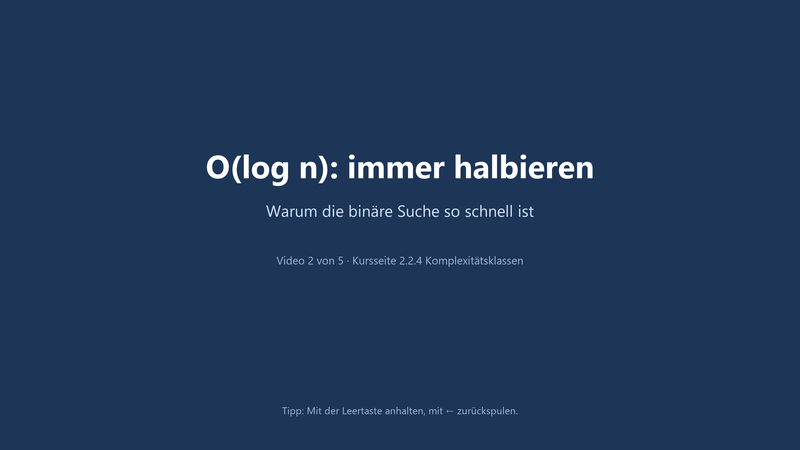 O(log n): immer halbieren
Warum die binäre Suche so schnell ist
Video 2 von 5 · Kursseite 2.2.4 Komplexitätsklassen
Tipp: Mit der Leertaste anhalten, mit ← zurückspulen.